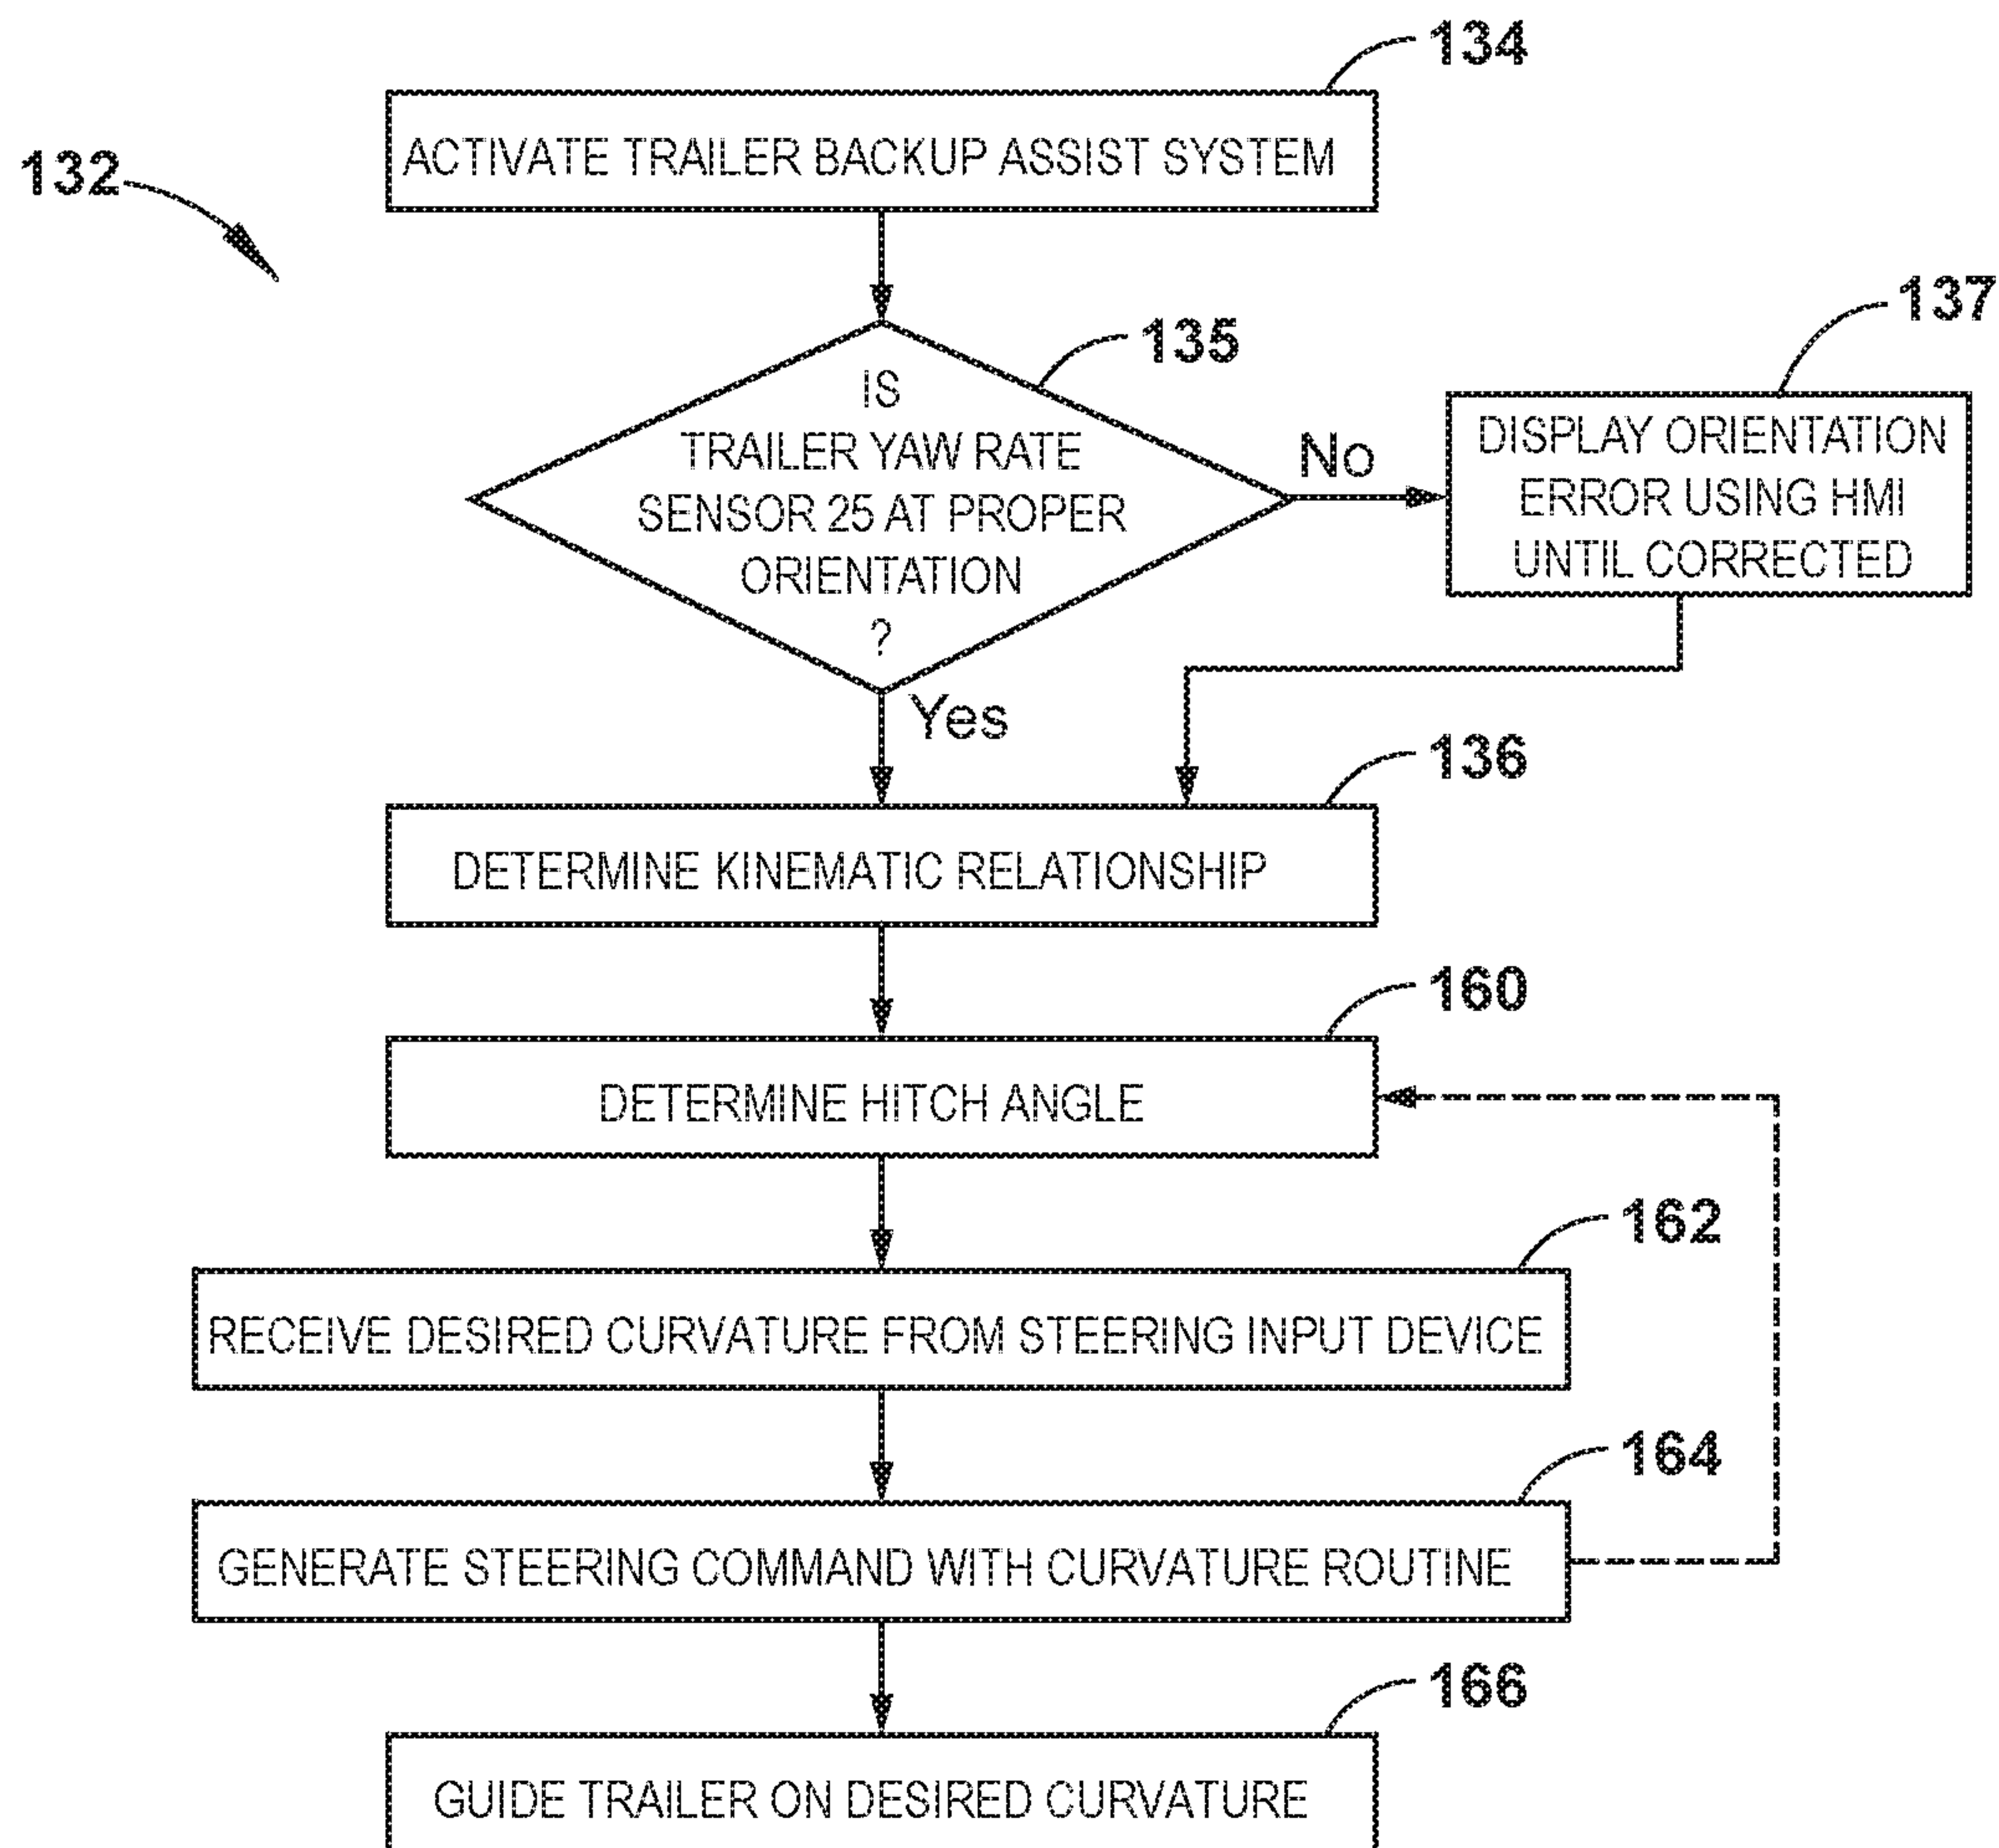 134
ACTIVATE TRAILER BACKUP ASSIST SYSTEM
132
135
IS
TRAILER YAW RATE
SENSOR 25 AT PROPER
ORIENTATION
?
No
137
DISPLAY ORIENTATION
ERROR USING HMI
UNTIL CORRECTED
Yes
136
DETERMINE KINEMATIC RELATIONSHIP
160
DETERMINE HITCH ANGLE
162
RECEIVE DESIRED CURVATURE FROM STEERING INPUT DEVICE
164
GENERATE STEERING COMMAND WITH CURVATURE ROUTINE
166
GUIDE TRAILER ON DESIRED CURVATURE